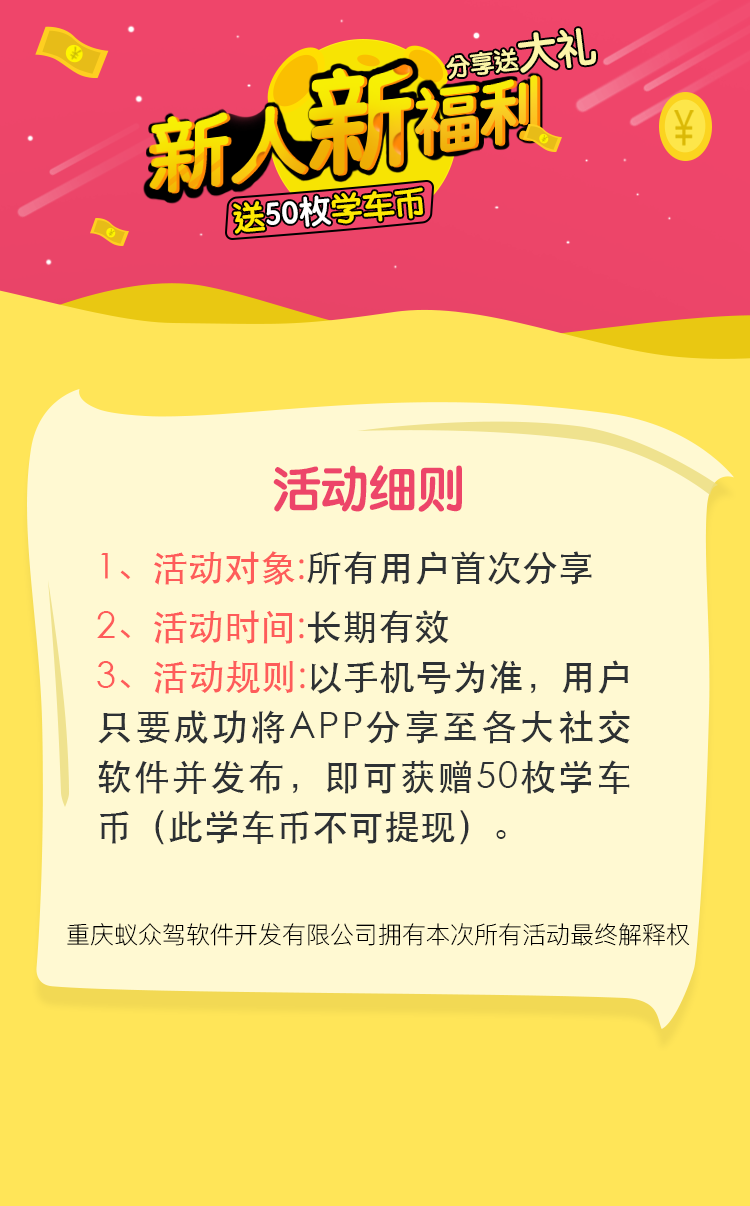 分享送大礼
新人新福利
送50枚学车币
活动细则
1、活动对象:所有用户首次分享
2、活动时间:长期有效
3、活动规则:以手机号为准，用户
只要成功将APP分享至各大社交
软件并发布，即可获赠50枚学车
币（此学车币不可提现）。
重庆蚁众驾软件开发有限公司拥有本次所有活动最终解释权
¥